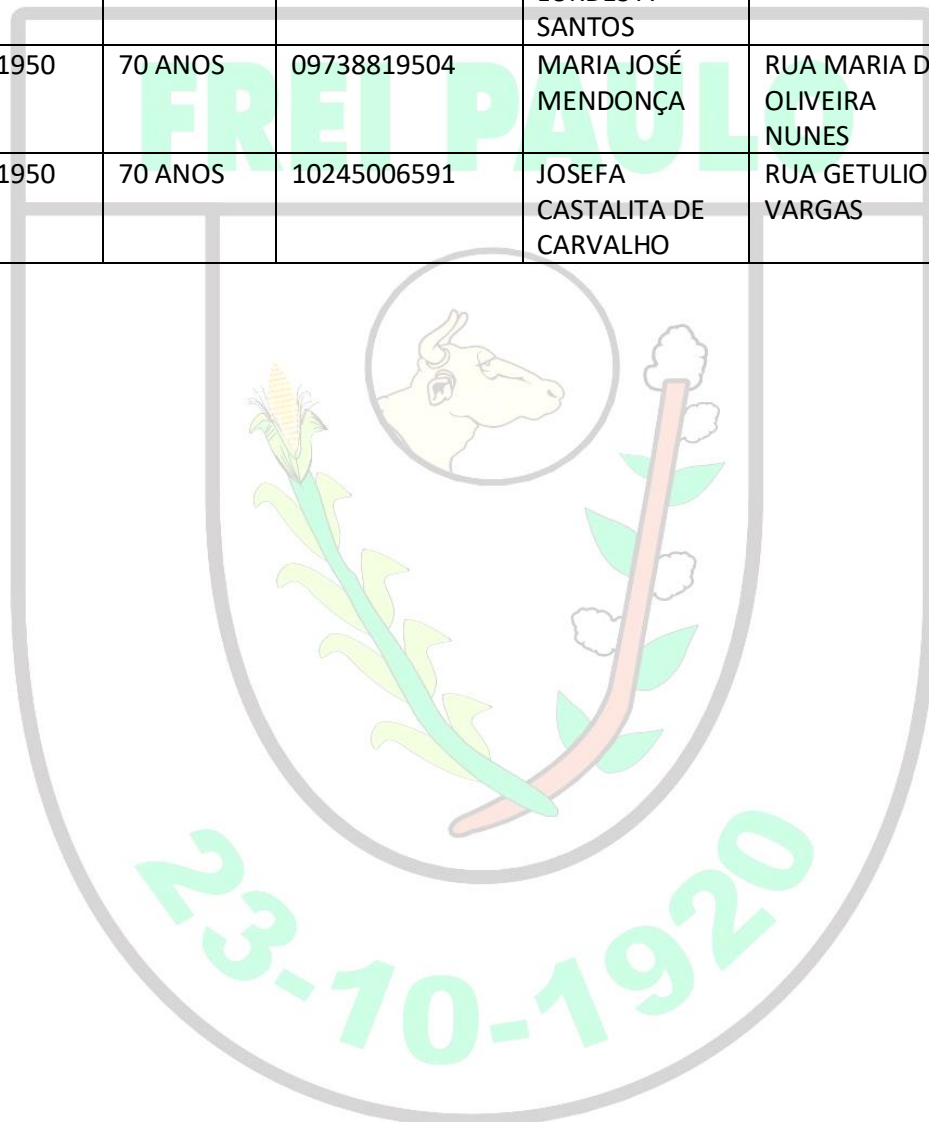 SANTOS
1950 70 ANOS 09738819504 MARIA JOSÉ RUA MARIA D
MENDONÇA OLIVEIRA
NUNES
1950 70 ANOS 10245006591 JOSEFA RUA GETULIO
CASTALITA DE VARGAS
CARVALHO
FREI PAULO
23-10-1920